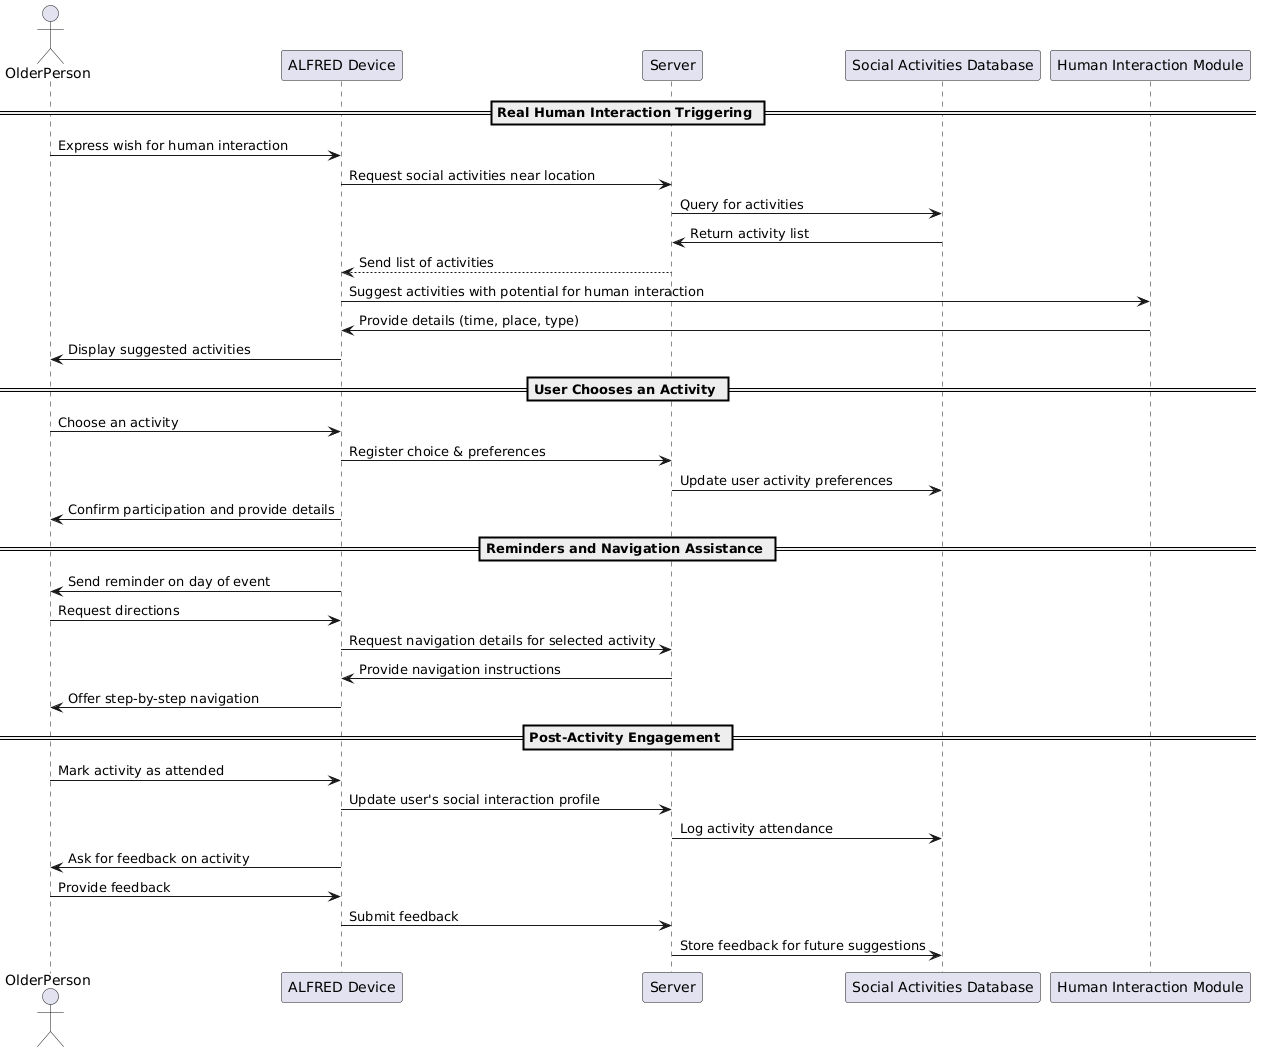 OlderPerson
ALFRED Device
Server
Social Activities Database
Human Interaction Module
Real Human Interaction Triggering
Express wish for human interaction
Request social activities near location
Query for activities
Return activity list
Send list of activities
Suggest activities with potential for human interaction
Provide details (time, place, type)
Display suggested activities
User Chooses an Activity
Choose an activity
Register choice & preferences
Update user activity preferences
Confirm participation and provide details
Reminders and Navigation Assistance
Send reminder on day of event
Request directions
Request navigation details for selected activity
Provide navigation instructions
Offer step-by-step navigation
Post-Activity Engagement
Mark activity as attended
Update user's social interaction profile
Log activity attendance
Ask for feedback on activity
Provide feedback
Submit feedback
Store feedback for future suggestions
OlderPerson
ALFRED Device
Server
Social Activities Database
Human Interaction Module